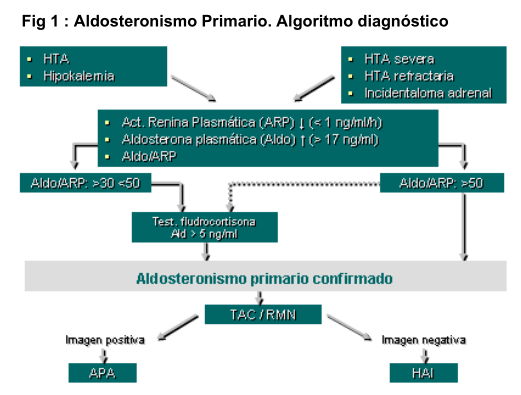 Fig 1 : Aldosteronismo Primario. Algoritmo diagnóstico
HTA
Hipokalemia
HTA severa
HTA refractaria
Incidentaloma adrenal
Act. Renina Plasmática (ARP) ↓ (< 1 ng/ml/h)
Aldosterona plasmática (Aldo) ↑ (> 17 ng/ml)
Aldo/ARP
Aldo/ARP: >30 <50
Aldo/ARP: >50
Test. fludrocortisona
Ald > 5 ng/ml
Aldosteronismo primario confirmado
TAC / RMN
Imagen positiva
Imagen negativa
APA
HAI